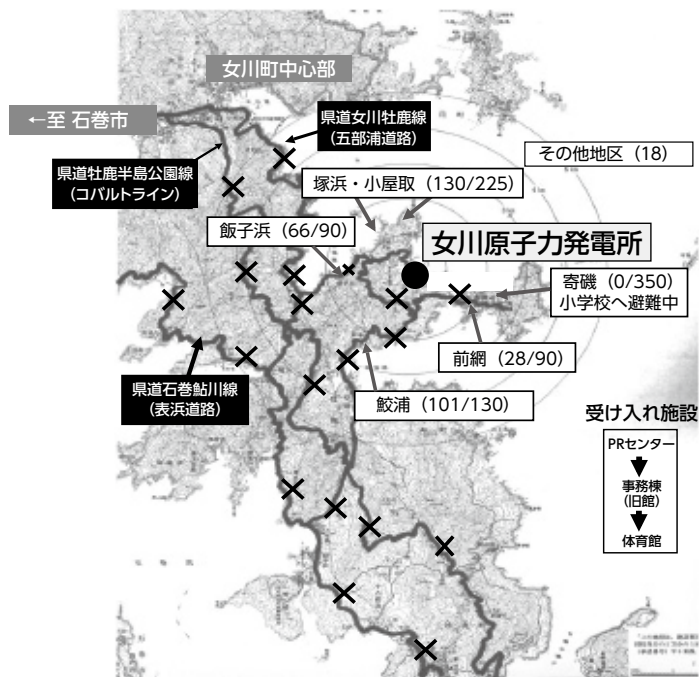 女川町中心部
←至 石巻市
県道女川牡鹿線
(五部浦道路)
その他地区(18)
県道牡鹿半島公園線
(コバルトライン)
塚浜・小屋取(130/225)
飯子浜(66/90)
女川原子力発電所
寄磯(0/350)
小学校へ避難中
前網(28/90)
県道石巻鮎川線
(表浜道路)
鮫浦(101/130)
受け入れ施設
PRセンター
事務棟
(旧館)
体育館